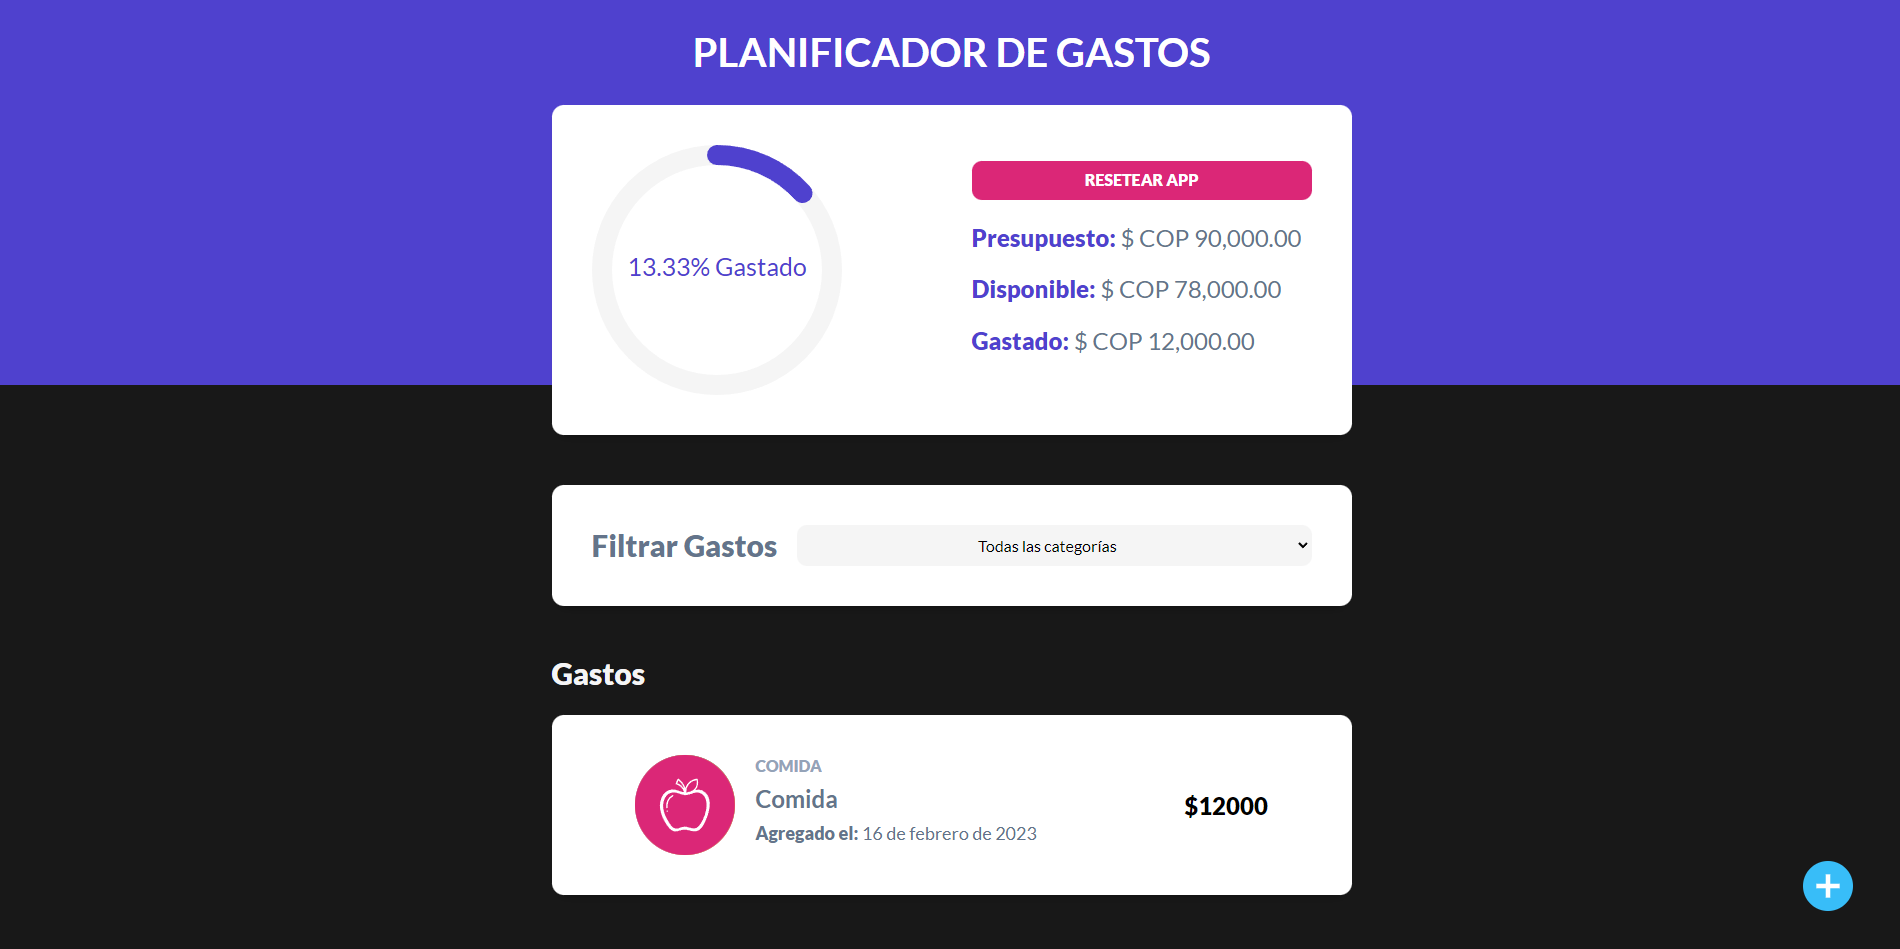 PLANIFICADOR DE GASTOS
13.33% Gastado
RESETEAR APP
Presupuesto: $ COP 90,000.00
Disponible: $ COP 78,000.00
Gastado: $ COP 12,000.00
Filtrar Gastos
Todas las categorías
Gastos
COMIDA
Comida
Agregado el: 16 de febrero de 2023
$12000